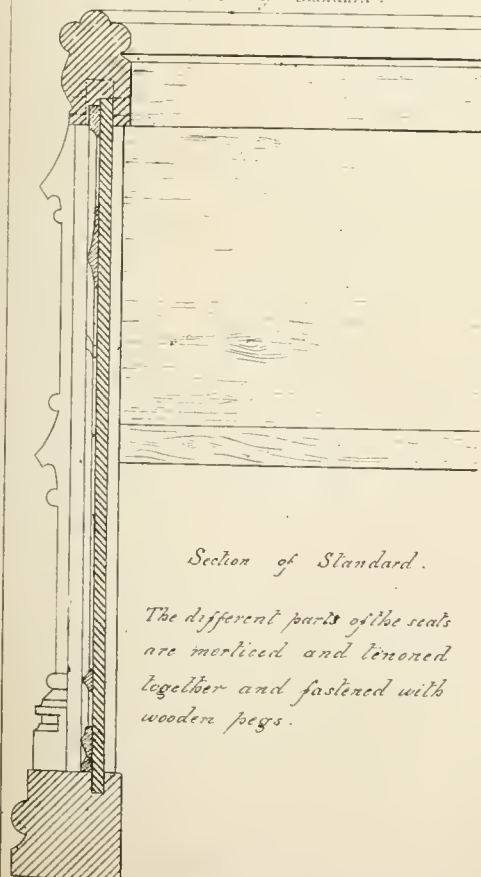 Standard.
Section of Standard.
The different parts of the seats
are morticed and tenoned
together and fastened with
wooden pegs.